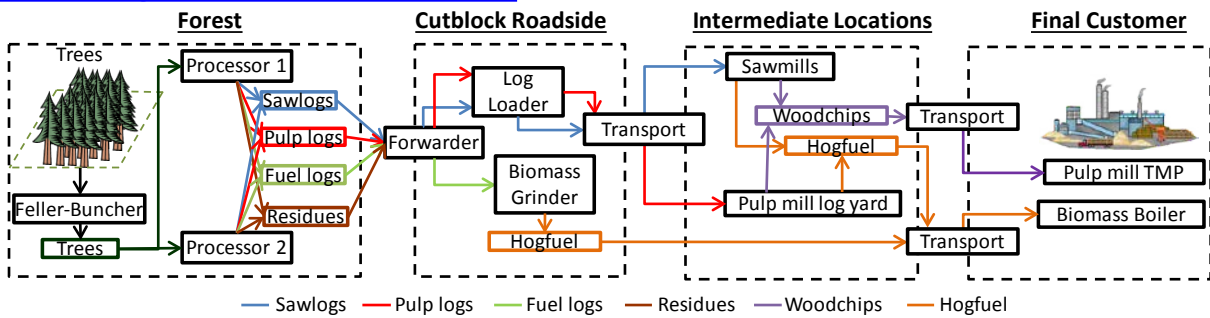 Forest
Cutblock Roadside
Intermediate Locations
Final Customer
Trees
Processor 1
Sawlogs
Pulp logs
Fuel logs
Residues
Feller-Buncher
Trees
Processor 2
Forwarder
Log
Loader
Biomass
Grinder
Hogfuel
Transport
Sawmills
Woodchips
Hogfuel
Pulp mill log yard
Transport
Transport
Pulp mill TMP
Biomass Boiler
Sawlogs
Pulp logs
Fuel logs
Residues
Woodchips
Hogfuel